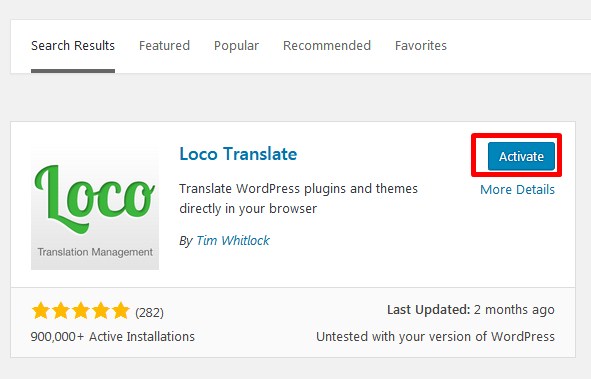 Search Results Featured Popular Recommended Favorites
Loco Translate
Activate
More Details
Translate WordPress plugins and themes
directly in your browser
By Tim Whitlock
Loco
Translation Management
(282)
Last Updated: 2 months ago
900,000+ Active Installations
Untested with your version of WordPress